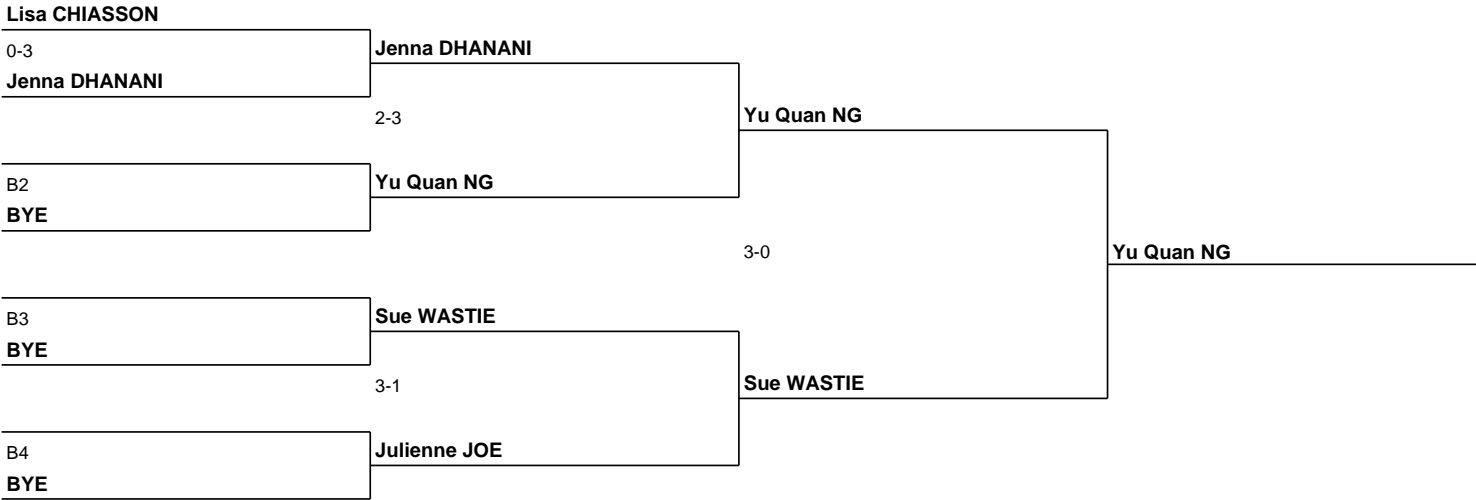 Lisa CHIASSON
0-3
Jenna DHANANI
Jenna DHANANI
2-3
Yu Quan NG
B2
Yu Quan NG
BYE
3-0
Yu Quan NG
B3
Sue WASTIE
BYE
3-1
Sue WASTIE
B4
Julienne JOE
BYE